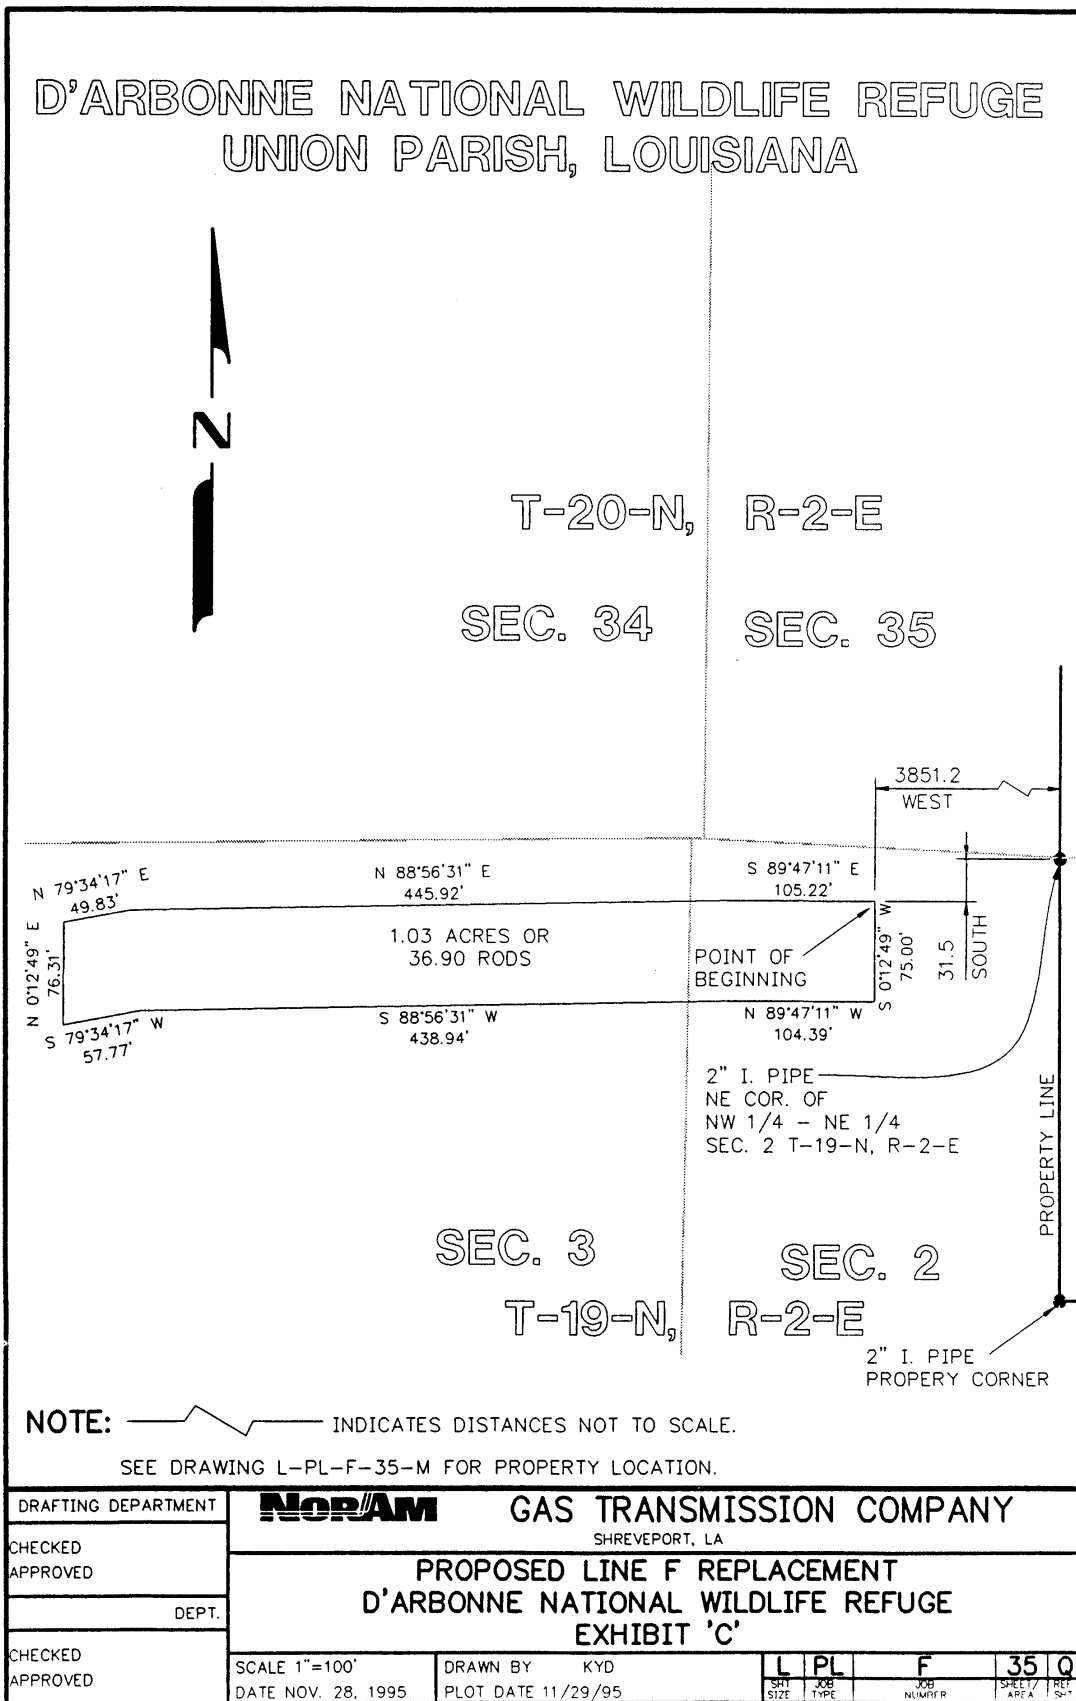 D'ARBONNE NATIONAL WILDLIFE REFUGE
UNION PARISH, LOUISIANA
N
T-20-N, R-2-E
SEC. 34 SEC. 35
3851.2
WEST
N 79°34'17" E
49.83'
N 88°56'31" E
445.92'
S 89°47'11" E
105.22'
N 0°12'49" E
76.31'
1.03 ACRES OR
36.90 RODS
POINT OF
BEGINNING
S 0°12'49" W
75.00'
31.5
SOUTH
S 79°34'17" W
57.77'
S 88°56'31" W
438.94'
N 89°47'11" W
104.39'
2" I. PIPE
NE COR. OF
NW 1/4 - NE 1/4
SEC. 2 T-19-N, R-2-E
PROPERTY LINE
SEC. 3 SEC. 2
T-19-N, R-2-E
2" I. PIPE
PROPERY CORNER
NOTE: INDICATES DISTANCES NOT TO SCALE.
SEE DRAWING L-PL-F-35-M FOR PROPERTY LOCATION.
DRAFTING DEPARTMENT
CHECKED
APPROVED
DEPT.
CHECKED
APPROVED
NORAM GAS TRANSMISSION COMPANY
SHREVEPORT, LA
PROPOSED LINE F REPLACEMENT
D'ARBONNE NATIONAL WILDLIFE REFUGE
EXHIBIT 'C'
SCALE 1"=100'
DATE NOV. 28, 1995
DRAWN BY KYD
PLOT DATE 11/29/95
L PL F 35 Q
SHT SIZE
JOB TYPE
JOB NUMBER
SHEET/ AREA
REF SHT